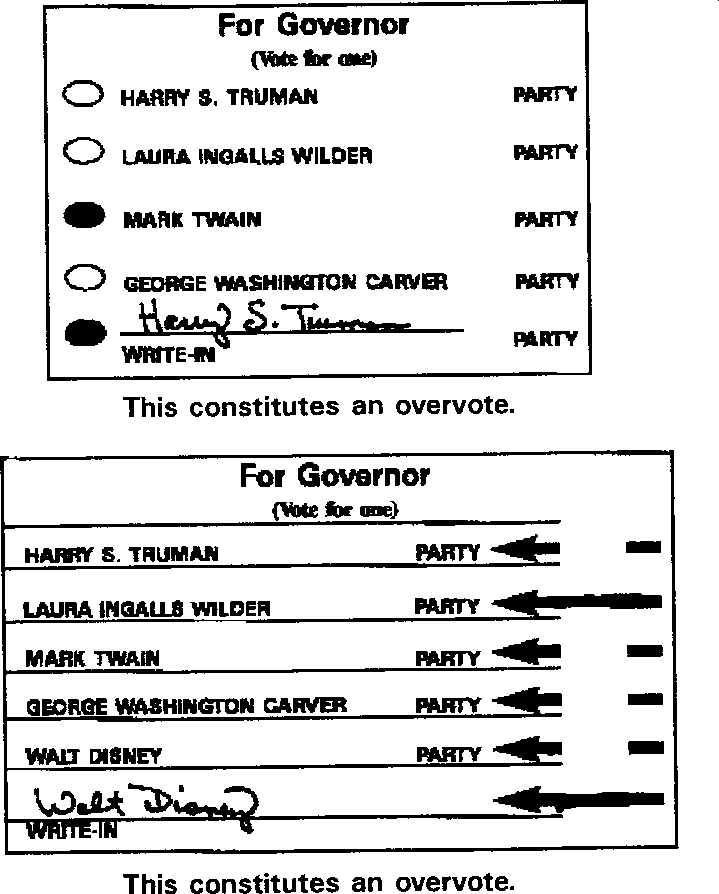 For Governor
(Vote for one)
HARRY S. TRUMAN PARTY
LAURA INGALLS WILDER PARTY
MARK TWAIN PARTY
GEORGE WASHINGTON CARVER PARTY
Harry S. Truman
WRITE-IN PARTY
This constitutes an overvote.
For Governor
(Vote for one)
HARRY S. TRUMAN PARTY
LAURA INGALLS WILDER PARTY
MARK TWAIN PARTY
GEORGE WASHINGTON CARVER PARTY
WALT DISNEY PARTY
Walt Disney
WRITE-IN
This constitutes an overvote.